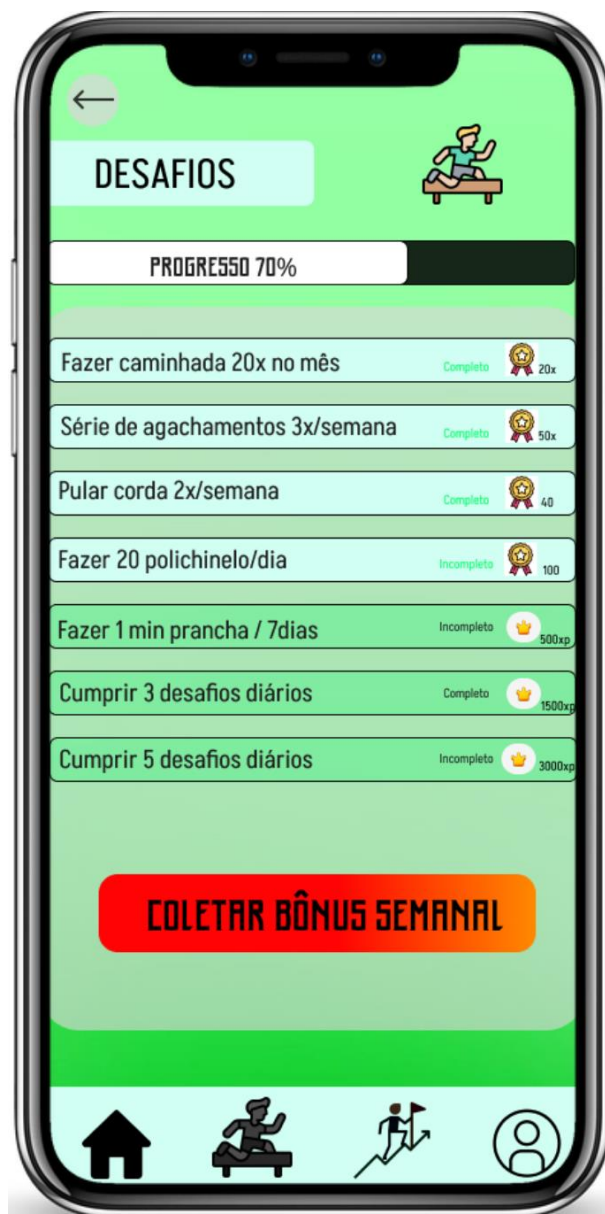 DESAFIOS
PROGRESSO 70%
Fazer caminhada 20x no mês Completo 20x
Série de agachamentos 3x/semana Completo 50x
Pular corda 2x/semana Completo 40
Fazer 20 polichinelo/dia Incompleto 100
Fazer 1 min prancha / 7dias Incompleto 500xp
Cumprir 3 desafios diários Completo 1500xp
Cumprir 5 desafios diários Incompleto 3000xp
COLETAR BÔNUS SEMANAL